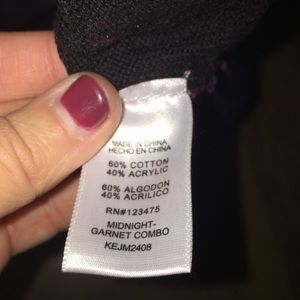 MADE IN CHINA
HECHO EN CHINA
60% COTTON
40% ACRYLIC
60% ALGODON
40% ACRILICO
RN#123475
MIDNIGHT-
GARNET COMBO
KEJM2408